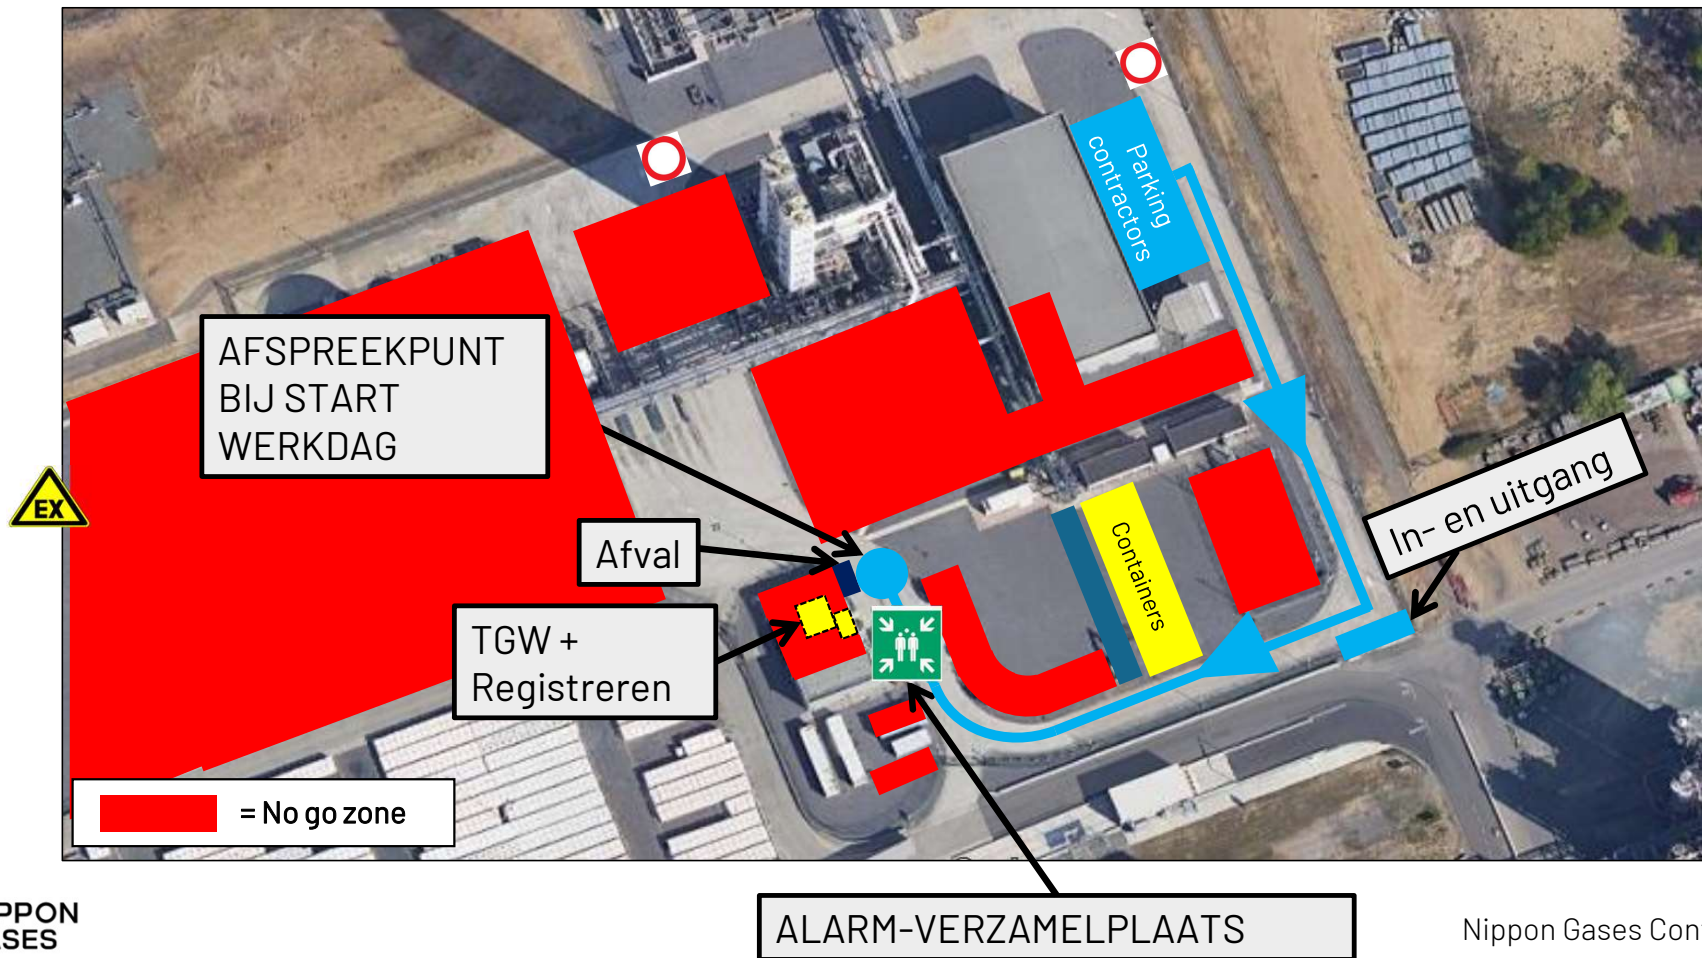 Parking
contractors
AFSPREEKPUNT
BIJ START
WERKDAG
EX
In- en uitgang
Afval
Containers
TGW +
Registreren
= No go zone
ALARM-VERZAMELPLAATS
PPON
SES
Nippon Gases Con